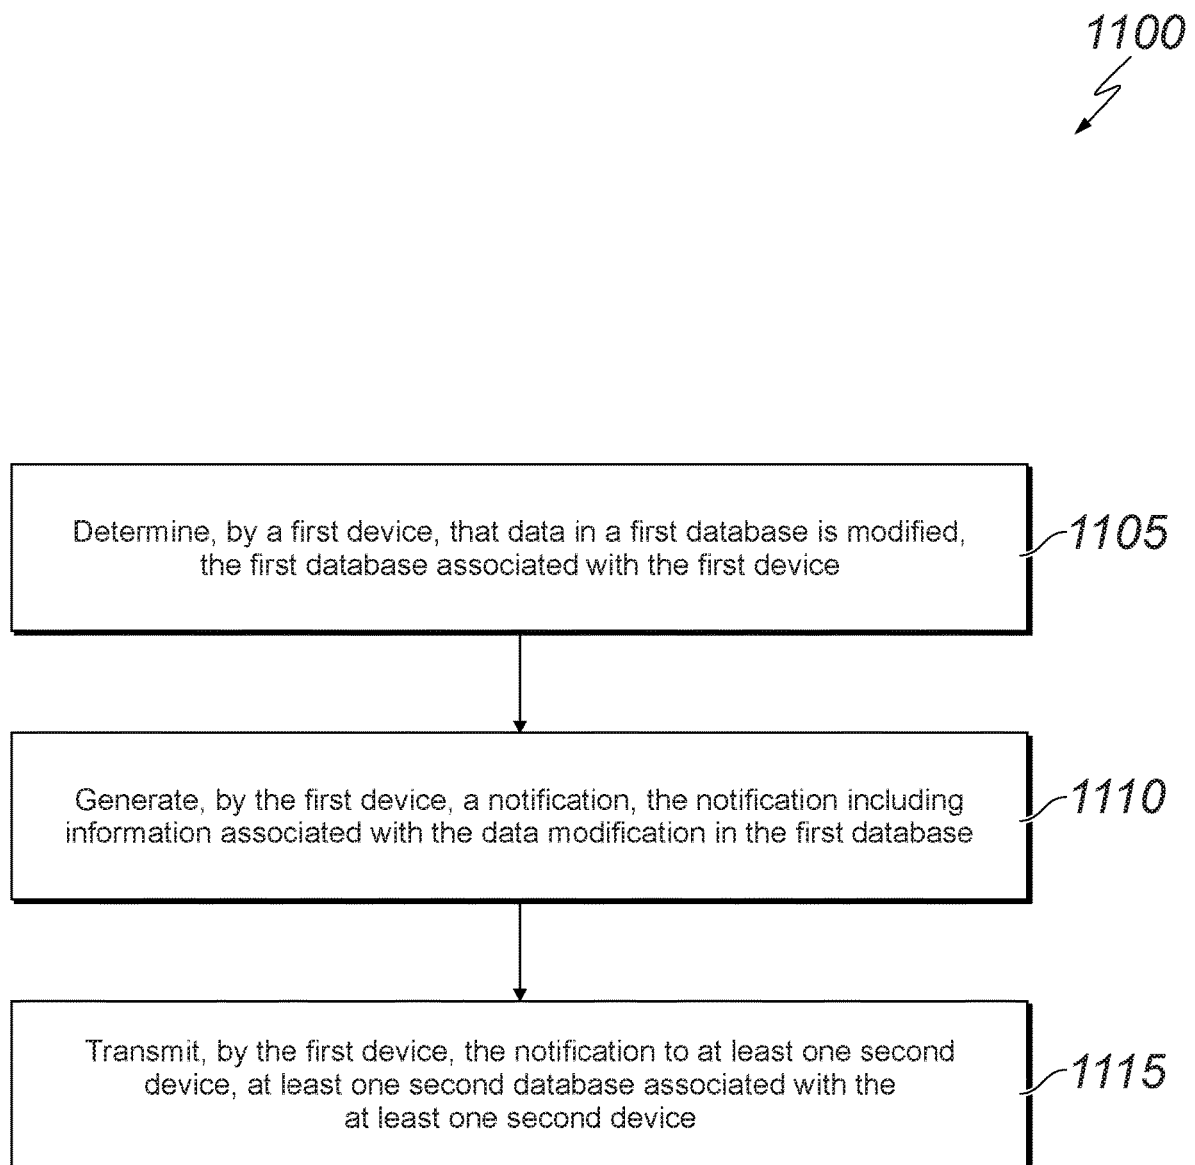 1100
Determine, by a first device, that data in a first database is modified,
the first database associated with the first device
1105
Generate, by the first device, a notification, the notification including
information associated with the data modification in the first database
1110
Transmit, by the first device, the notification to at least one second
device, at least one second database associated with the
at least one second device
1115